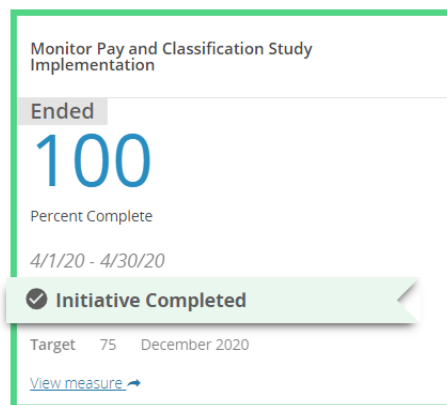 Monitor Pay and Classification Study
Implementation
Ended
100
Percent Complete
4/1/20 - 4/30/20
Initiative Completed
Target 75 December 2020
View measure